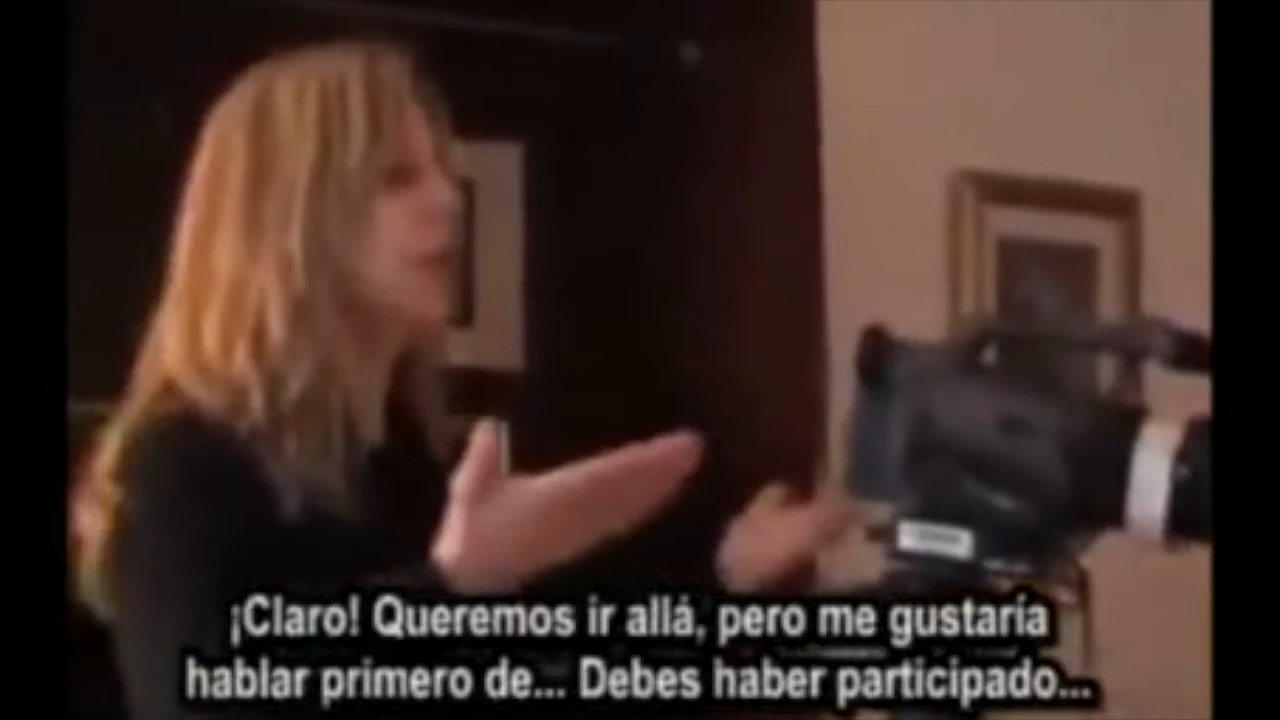 ¡Claro! Queremos ir allá, pero me gustaría
hablar primero de... Debes haber participado...